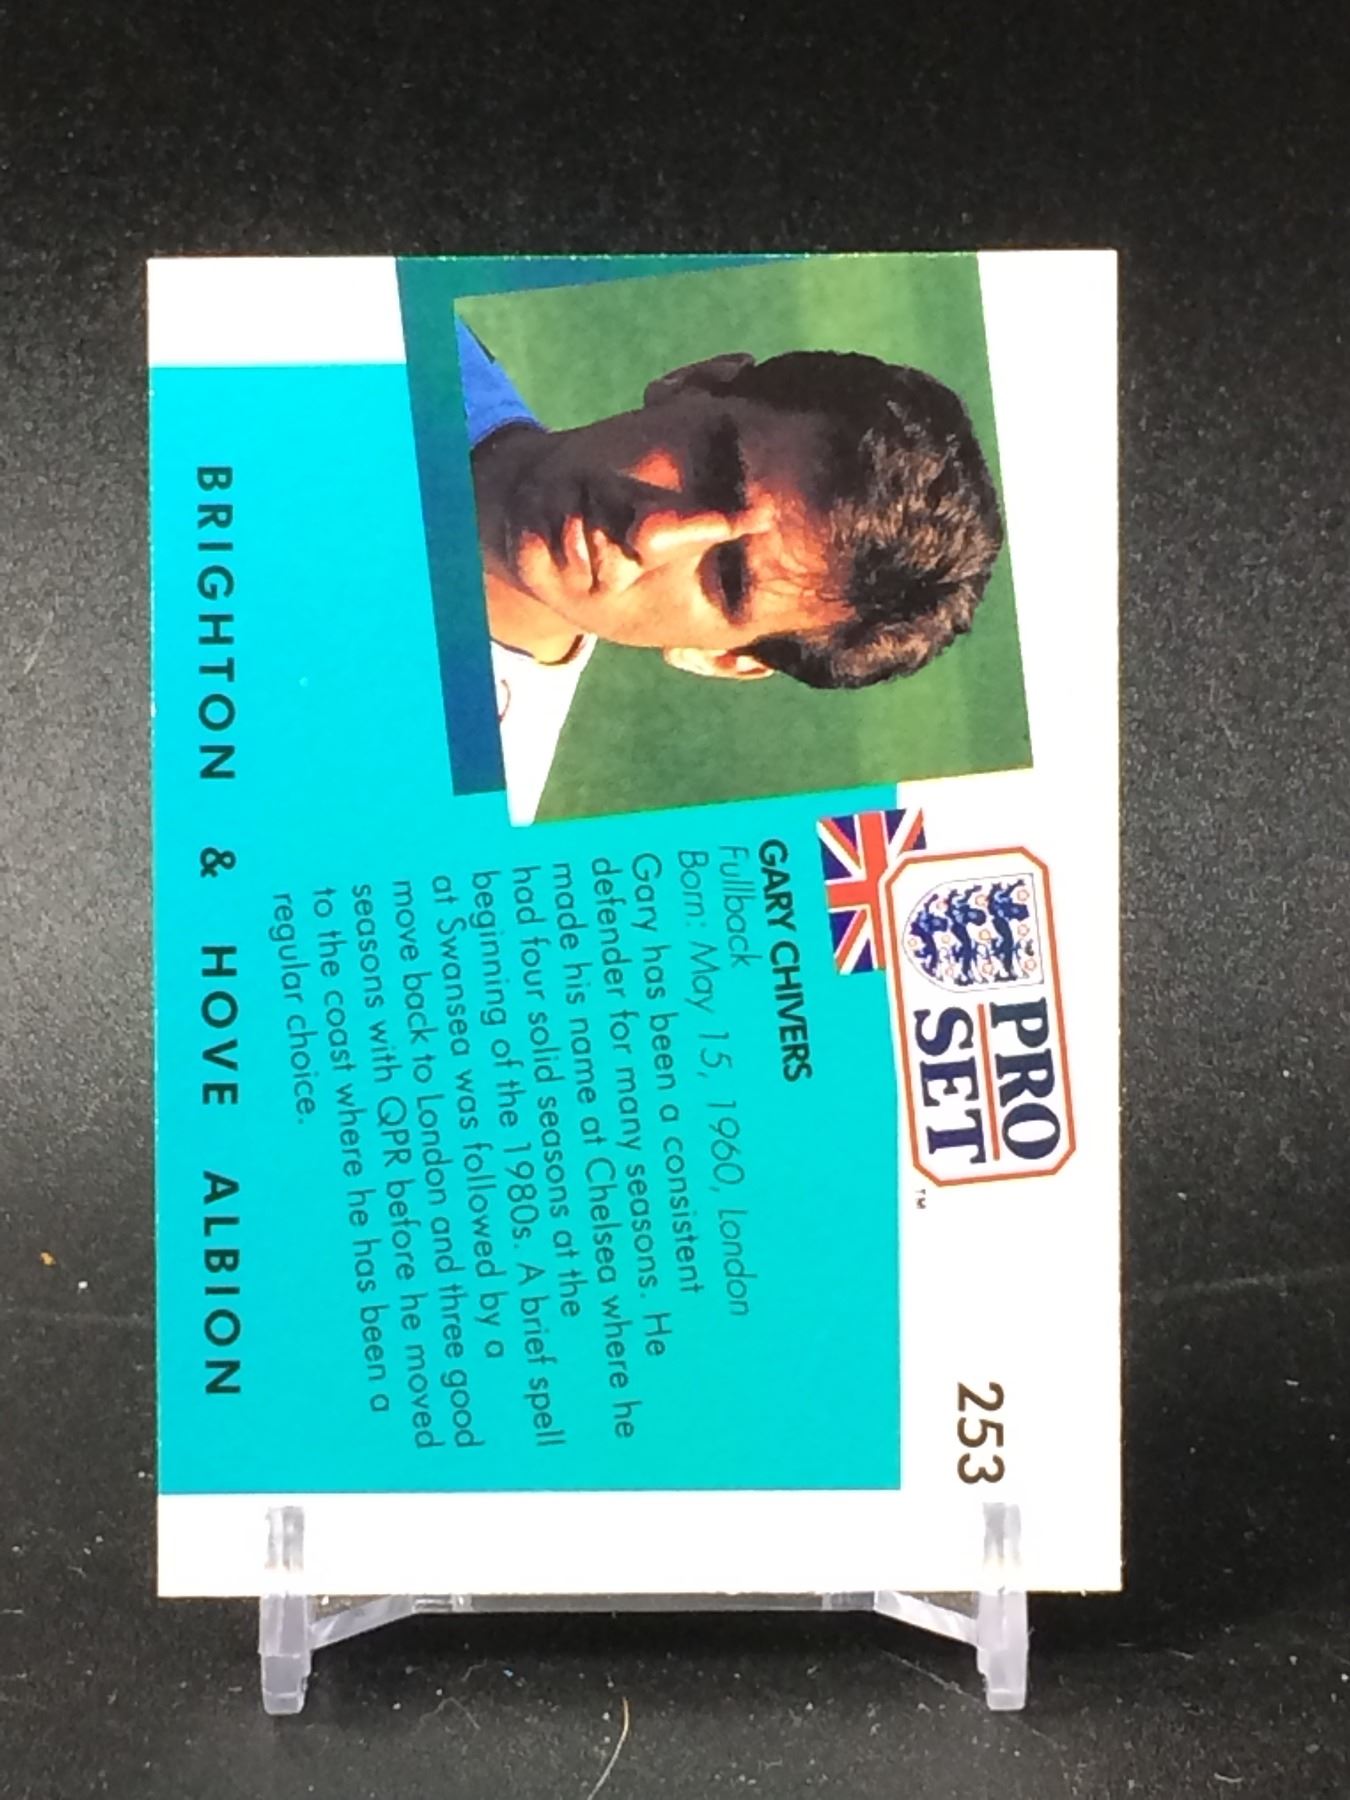 PRO
SET
TM
253
GARY CHIVERS
Fullback
Born: May 15, 1960, London
Gary has been a consistent
defender for many seasons. He
made his name at Chelsea where he
had four solid seasons at the
beginning of the 1980s. A brief spell
at Swansea was followed by a
move back to London and three good
seasons with QPR before he moved
to the coast where he has been a
regular choice.
BRIGHTON & HOVE ALBION